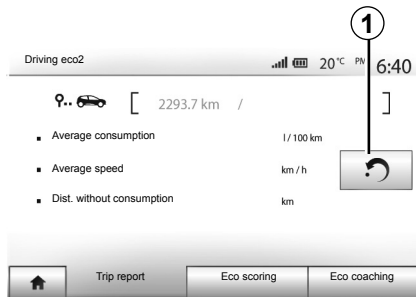 1
Driving eco2 20°C PM 6:40
[ 2293.7 km / ]
Average consumption l / 100 km
Average speed km / h
Dist. without consumption km
Trip report Eco scoring Eco coaching